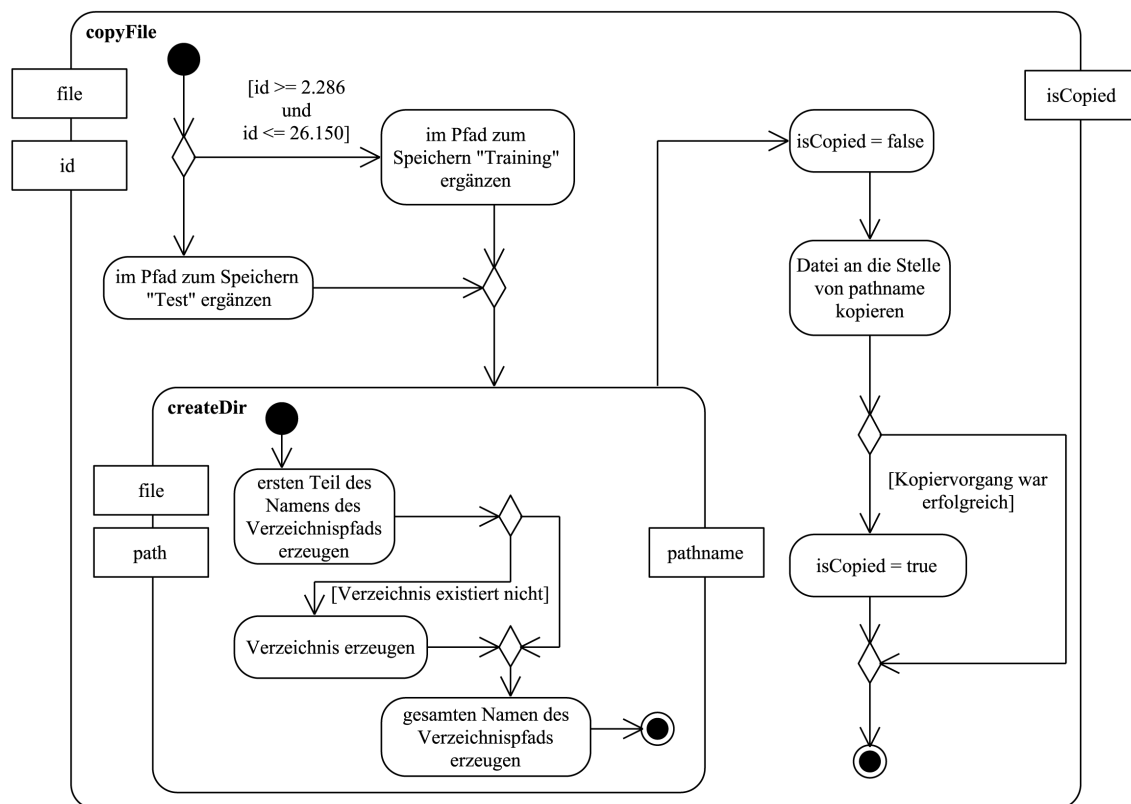 copyFile
file
id
isCopied
[id >= 2.286
und
id <= 26.150]
im Pfad zum
Speichern "Training"
ergänzen
im Pfad zum Speichern
"Test" ergänzen
createDir
file
path
pathname
ersten Teil des
Namens des
Verzeichnispfads
erzeugen
[Verzeichnis existiert nicht]
Verzeichnis erzeugen
gesamten Namen des
Verzeichnispfads
erzeugen
isCopied = false
Datei an die Stelle
von pathname
kopieren
[Kopiervorgang war
erfolgreich]
isCopied = true